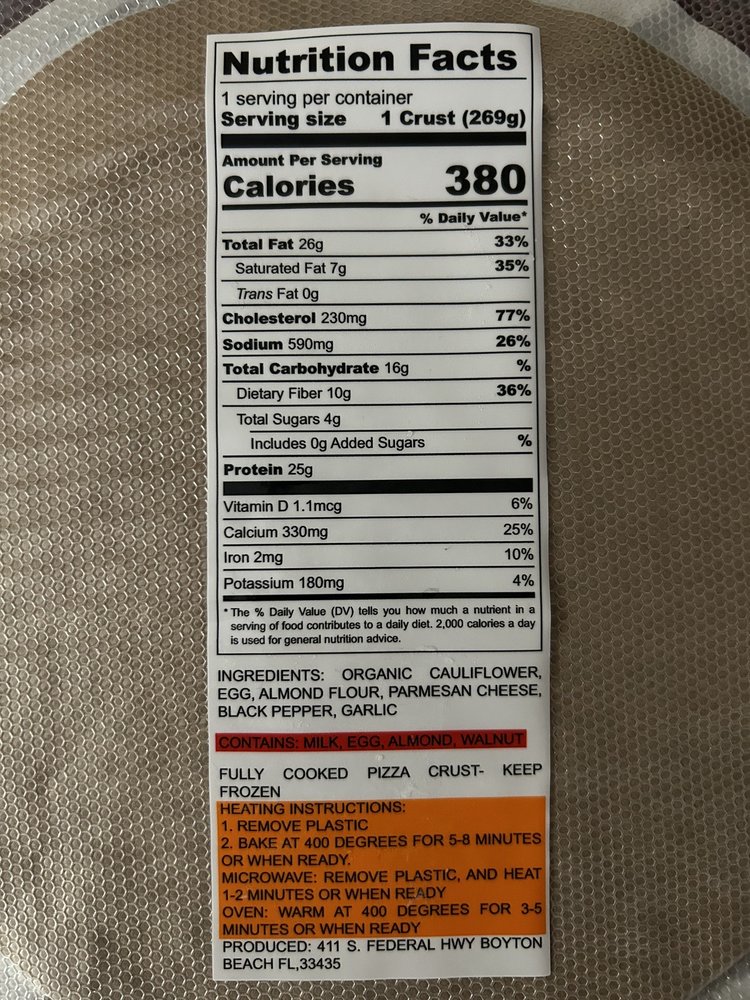 Nutrition Facts
1 serving per container
Serving size 1 Crust (269g)
Amount Per Serving
Calories 380
% Daily Value*
Total Fat 26g 33%
Saturated Fat 7g 35%
Trans Fat 0g
Cholesterol 230mg 77%
Sodium 590mg 26%
Total Carbohydrate 16g %
Dietary Fiber 10g 36%
Total Sugars 4g
Includes 0g Added Sugars %
Protein 25g
Vitamin D 1.1mcg 6%
Calcium 330mg 25%
Iron 2mg 10%
Potassium 180mg 4%
* The % Daily Value (DV) tells you how much a nutrient in a
serving of food contributes to a daily diet. 2,000 calories a day
is used for general nutrition advice.
INGREDIENTS: ORGANIC CAULIFLOWER,
EGG, ALMOND FLOUR, PARMESAN CHEESE,
BLACK PEPPER, GARLIC
CONTAINS: MILK, EGG, ALMOND, WALNUT
FULLY COOKED PIZZA CRUST- KEEP
FROZEN
HEATING INSTRUCTIONS:
1. REMOVE PLASTIC
2. BAKE AT 400 DEGREES FOR 5-8 MINUTES
OR WHEN READY.
MICROWAVE: REMOVE PLASTIC, AND HEAT
1-2 MINUTES OR WHEN READY
OVEN: WARM AT 400 DEGREES FOR 3-5
MINUTES OR WHEN READY
PRODUCED: 411 S. FEDERAL HWY BOYTON
BEACH FL,33435